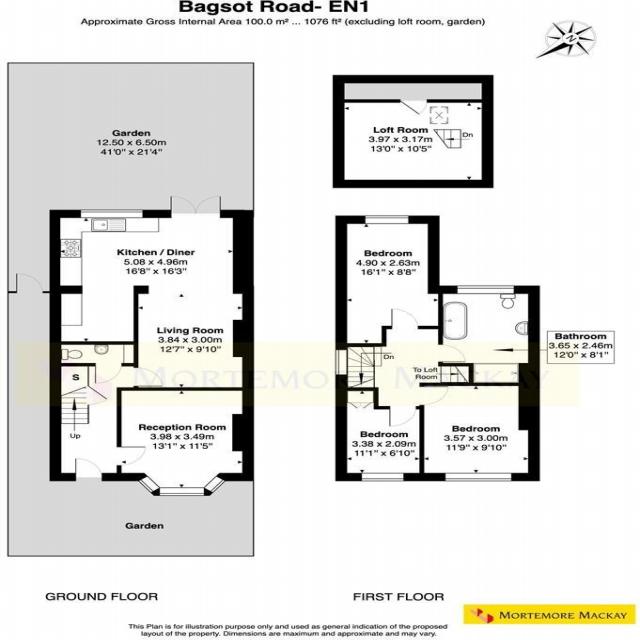 Bagsot Road- EN1
Approximate Gross Internal Area 100.0 m² ... 1076 ft² (excluding loft room, garden)
N
Garden
12.50 x 6.50m
41'0" x 21'4"
Loft Room
3.97 x 3.17m
13'0" x 10'5"
Dn
Kitchen / Diner
5.08 x 4.96m
16'8" x 16'3"
Bedroom
4.90 x 2.63m
16'1" x 8'8"
Living Room
3.84 x 3.00m
12'7" x 9'10"
Bathroom
3.65 x 2.46m
12'0" x 8'1"
Dn
To Loft
Room
S
MORTEMORE MACKAY
Up
Reception Room
3.98 x 3.49m
13'1" x 11'5"
Bedroom
3.38 x 2.09m
11'1" x 6'10"
Bedroom
3.57 x 3.00m
11'9" x 9'10"
Garden
GROUND FLOOR
FIRST FLOOR
MORTEMORE MACKAY
This Plan is for illustration purpose only and used as general indication of the proposed
layout of the property. Dimensions are maximum and approximate and may vary.